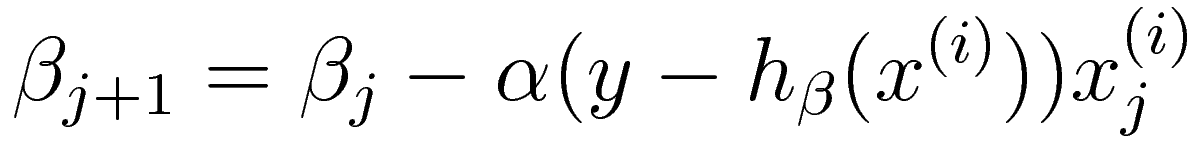 β_{j+1} = β_j − α(y − h_β(x^{(i)}))x_j^{(i)}